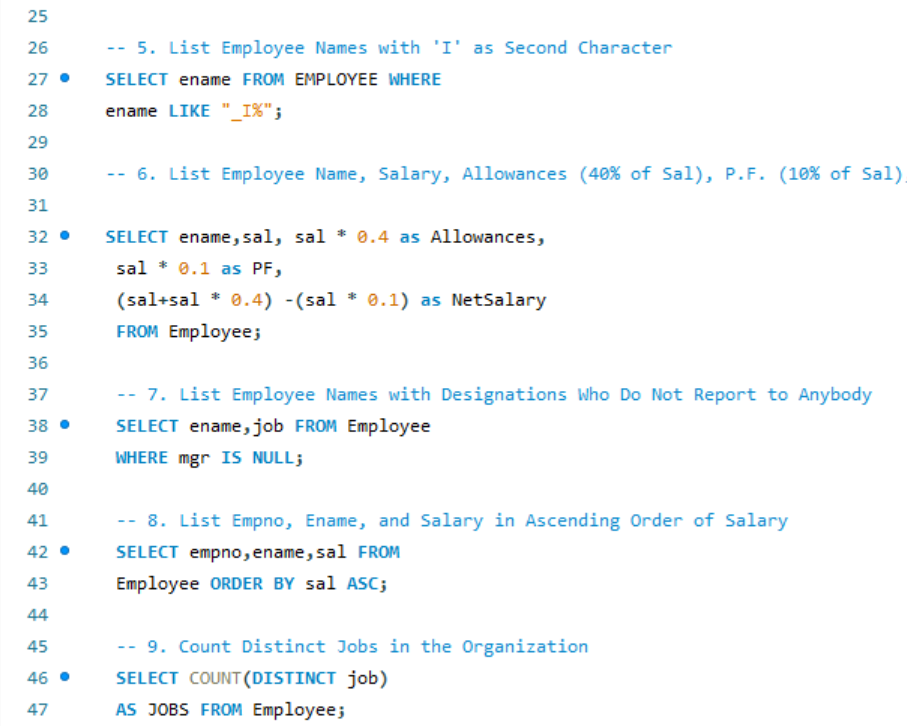 25
26 -- 5. List Employee Names with 'I' as Second Character
27 SELECT ename FROM EMPLOYEE WHERE
28 ename LIKE "_I%";
29
30 -- 6. List Employee Name, Salary, Allowances (40% of Sal), P.F. (10% of Sal),
31
32 SELECT ename,sal, sal * 0.4 as Allowances,
33 sal * 0.1 as PF,
34 (sal+sal * 0.4) -(sal * 0.1) as NetSalary
35 FROM Employee;
36
37 -- 7. List Employee Names with Designations Who Do Not Report to Anybody
38 SELECT ename,job FROM Employee
39 WHERE mgr IS NULL;
40
41 -- 8. List Empno, Ename, and Salary in Ascending Order of Salary
42 SELECT empno,ename,sal FROM
43 Employee ORDER BY sal ASC;
44
45 -- 9. Count Distinct Jobs in the Organization
46 SELECT COUNT(DISTINCT job)
47 AS JOBS FROM Employee;